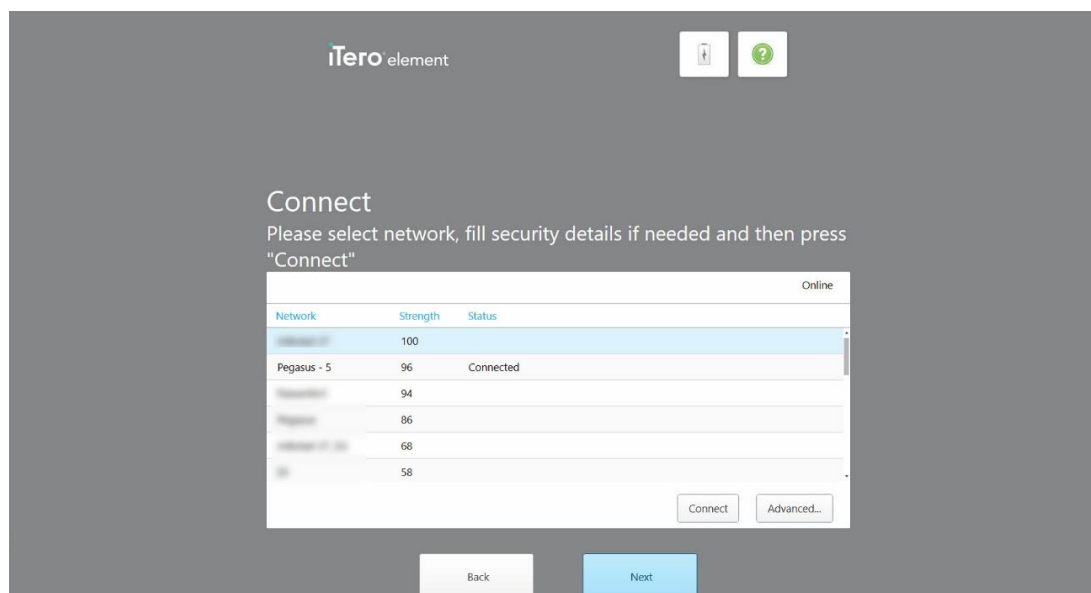 iTero element
Connect
Please select network, fill security details if needed and then press
"Connect"
Online
Network Strength Status
100
Pegasus - 5 96 Connected
94
86
68
58
Connect Advanced...
Back Next